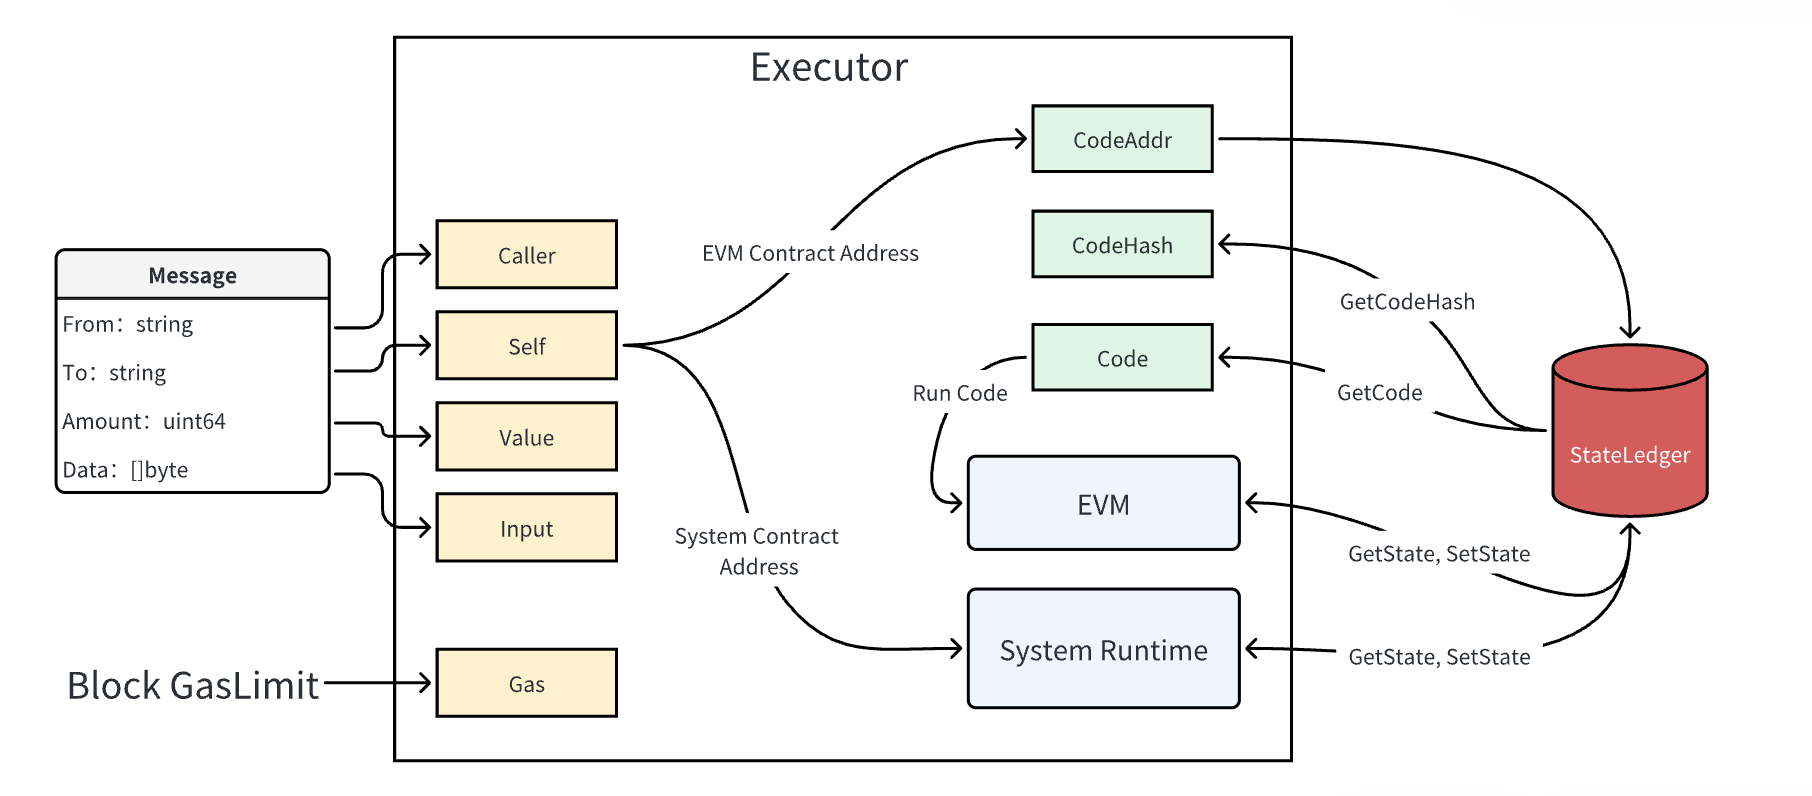 Executor
CodeAddr
CodeHash
Code
Caller
Self
Value
Input
Gas
Message
From：string
To：string
Amount：uint64
Data：[]byte
Block GasLimit
EVM Contract Address
System Contract
Address
Run Code
EVM
System Runtime
GetCodeHash
GetCode
StateLedger
GetState, SetState
GetState, SetState